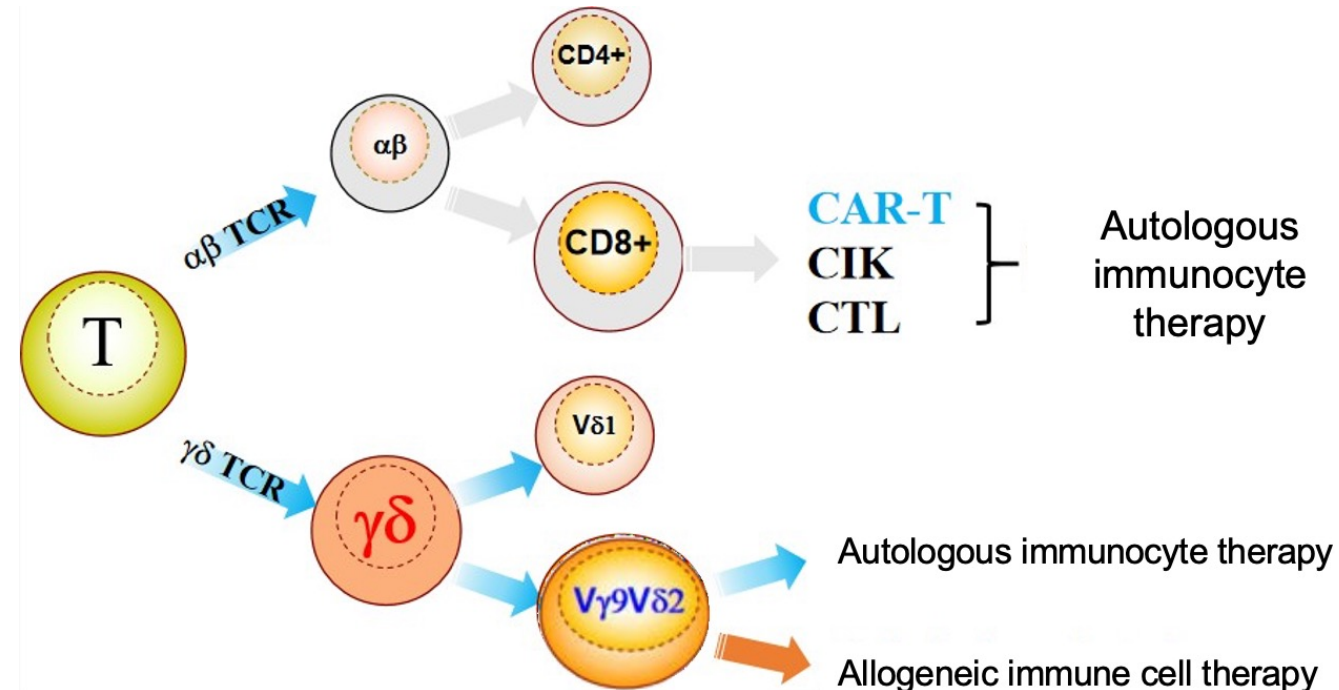 CD4+
αβ
αβ TCR
CD8+
CAR-T
CIK
CTL
Autologous
immunocyte
therapy
T
Vδ1
γδ TCR
γδ
Vγ9Vδ2
Autologous immunocyte therapy
Allogeneic immune cell therapy